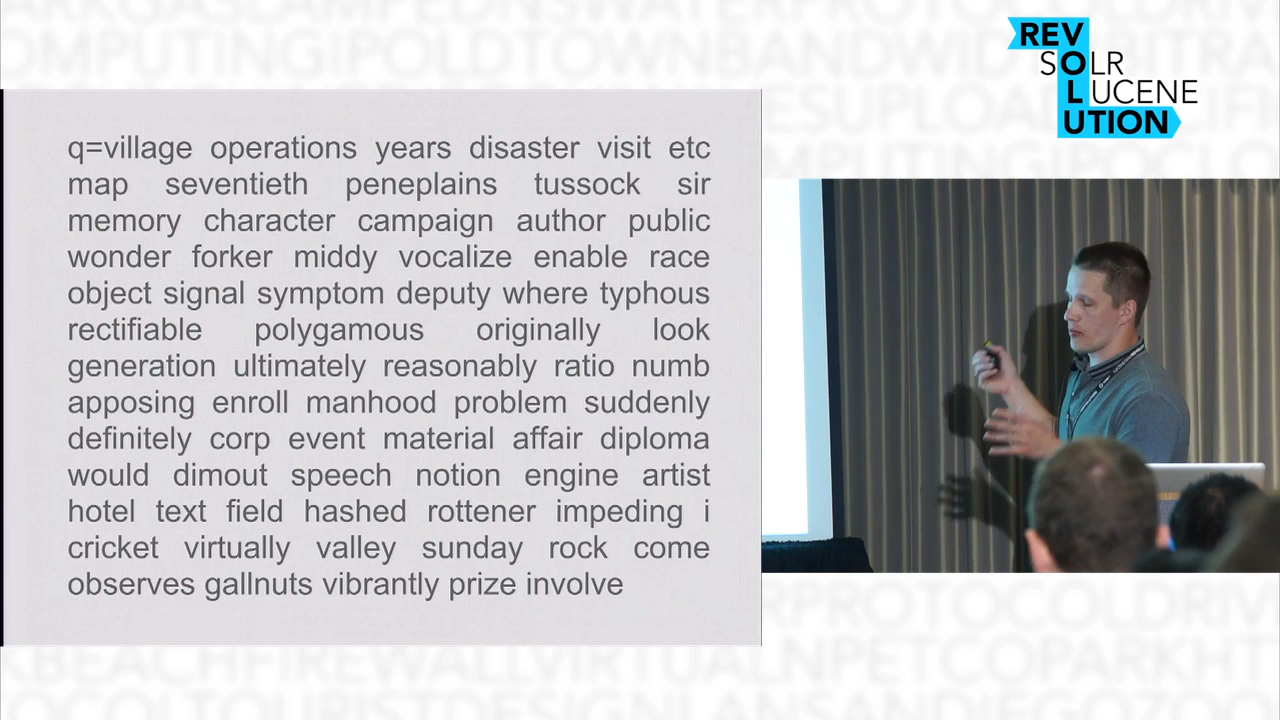 REV
SOLR
LUCENE
UTION
q=village operations years disaster visit etc
map seventieth peneplains tussock sir
memory character campaign author public
wonder forker middy vocalize enable race
object signal symptom deputy where typhous
rectifiable polygamous originally look
generation ultimately reasonably ratio numb
apposing enroll manhood problem suddenly
definitely corp event material affair diploma
would dimout speech notion engine artist
hotel text field hashed rottener impeding i
cricket virtually valley sunday rock come
observes gallnuts vibrantly prize involve